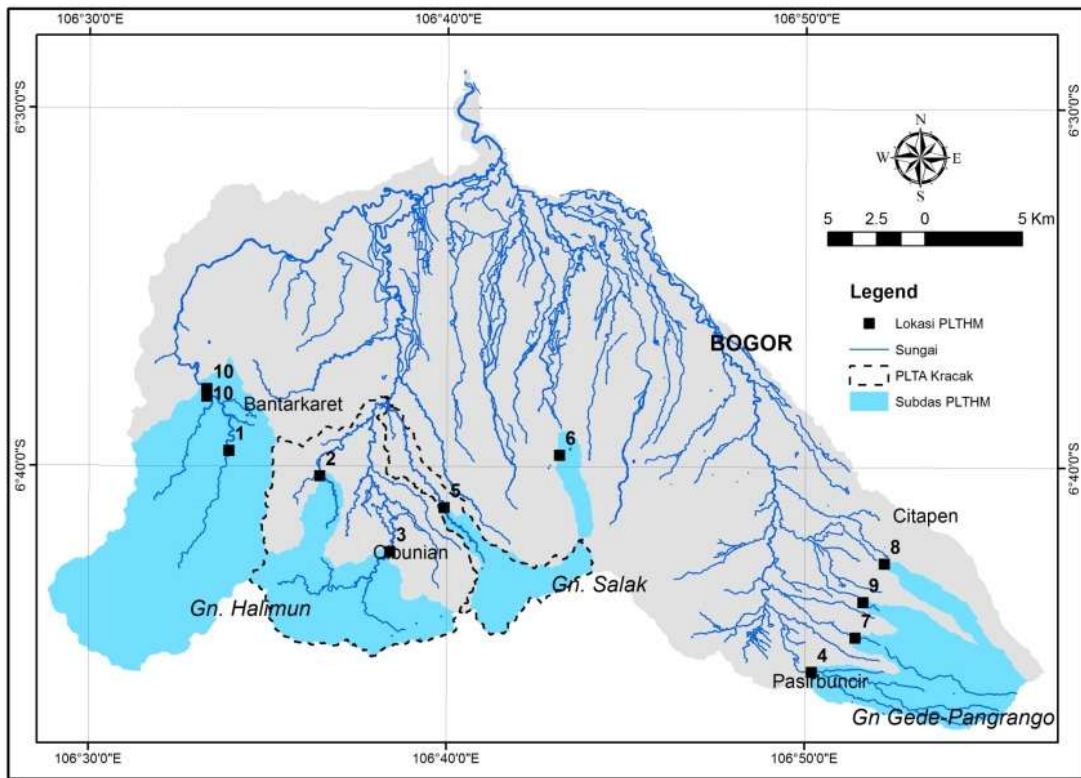 106°30'0"E 106°40'0"E 106°50'0"E
6°30'0"S 6°30'0"S
N
W E
S
5 2.5 0 5 Km
Legend
Lokasi PLTHM
Sungai
PLTA Kracak
Subdas PLTHM
BOGOR
10
10
Bantarkaret
1
2
6
6°40'0"S 6°40'0"S
5
3
Citapen
8
9
Gn. Salak
Gn. Halimun
7
4
Pasirbuncir
Gn Gede-Pangrango
106°30'0"E 106°40'0"E 106°50'0"E